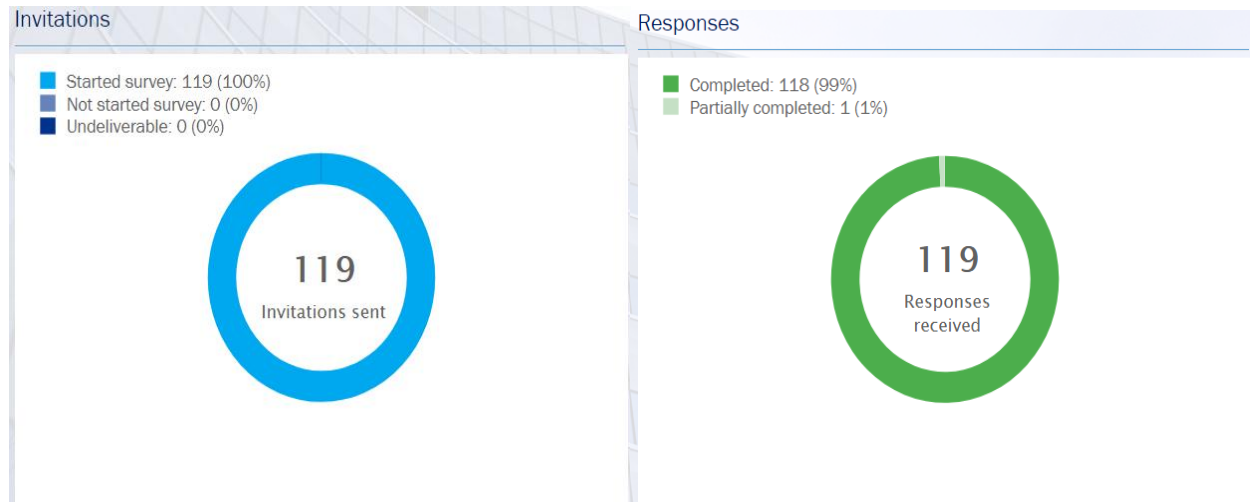 Invitations
Started survey: 119 (100%)
Not started survey: 0 (0%)
Undeliverable: 0 (0%)
119
Invitations sent
Responses
Completed: 118 (99%)
Partially completed: 1 (1%)
119
Responses
received